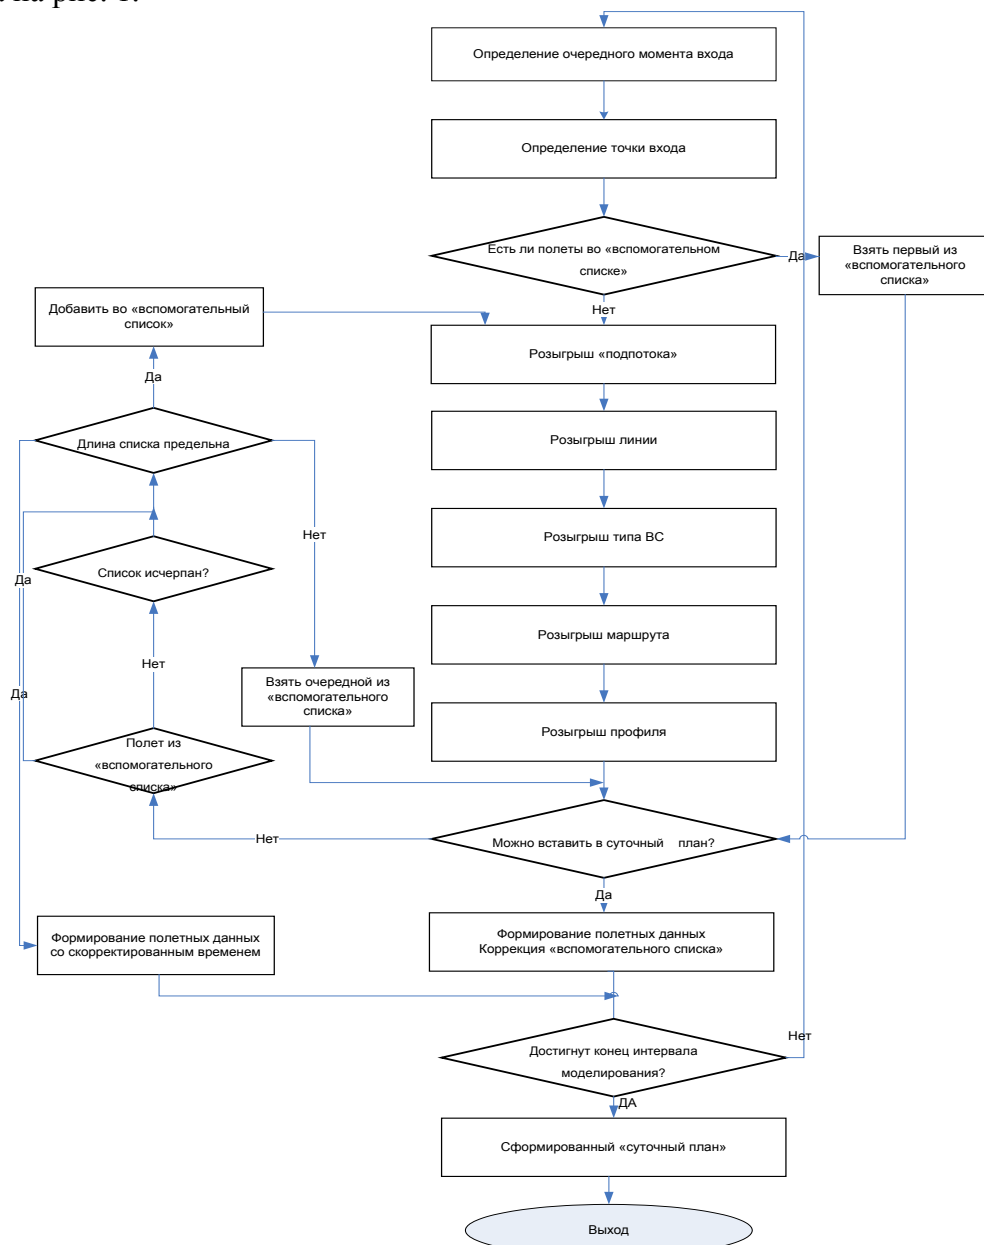 на рис. 1.
Определение очередного момента входа
Определение точки входа
Есть ли полеты во «вспомогательном
списке»
Да
Взять первый из
«вспомогательного
списка»
Нет
Добавить во «вспомогательный
список»
Розыгрыш «подпотока»
Да
Длина списка предельна
Розыгрыш линии
Нет
Розыгрыш типа ВС
Список исчерпан?
Да
Розыгрыш маршрута
Нет
Взять очередной из
«вспомогательного
списка»
Да
Розыгрыш профиля
Полет из
«вспомогательного
списка»
Нет
Можно вставить в суточный план?
Да
Формирование полетных данных
со скорректированным временем
Формирование полетных данных
Коррекция «вспомогательного списка»
Нет
Достигнут конец интервала
моделирования?
ДА
Сформированный «суточный план»
Выход